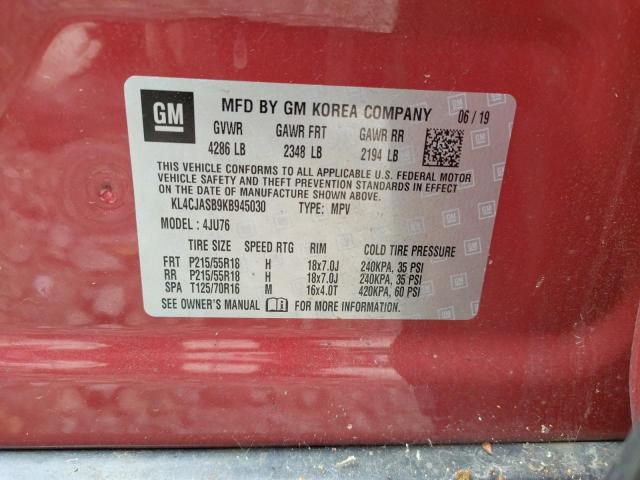 GM MFD BY GM KOREA COMPANY 06 / 19
GVWR GAWR FRT GAWR RR
4286 LB 2348 LB 2194 LB
THIS VEHICLE CONFORMS TO ALL APPLICABLE U.S. FEDERAL MOTOR
VEHICLE SAFETY AND THEFT PREVENTION STANDARDS IN EFFECT
ON THE DATE OF MANUFACTURE SHOWN ABOVE.
KL4CJASB9KB945030 TYPE: MPV
MODEL : 4JU76
TIRE SIZE SPEED RTG RIM COLD TIRE PRESSURE
FRT P215/55R18 H 18x7.0J 240KPA, 35 PSI
RR P215/55R18 H 18x7.0J 240KPA, 35 PSI
SPA T125/70R16 M 16x4.0T 420KPA, 60 PSI
SEE OWNER'S MANUAL FOR MORE INFORMATION.